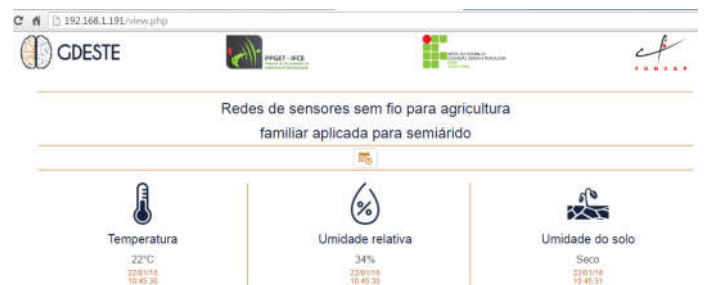 192.168.1.191/view.php
GDESTE
PPGET-IFCE
FUNCAP
Redes de sensores sem fio para agricultura
familiar aplicada para semiárido
%
Temperatura
Umidade relativa
Umidade do solo
22°C
34%
Seco
22/01/18
22/01/18
22/01/18
10:45:30
10:45:30
10:45:31